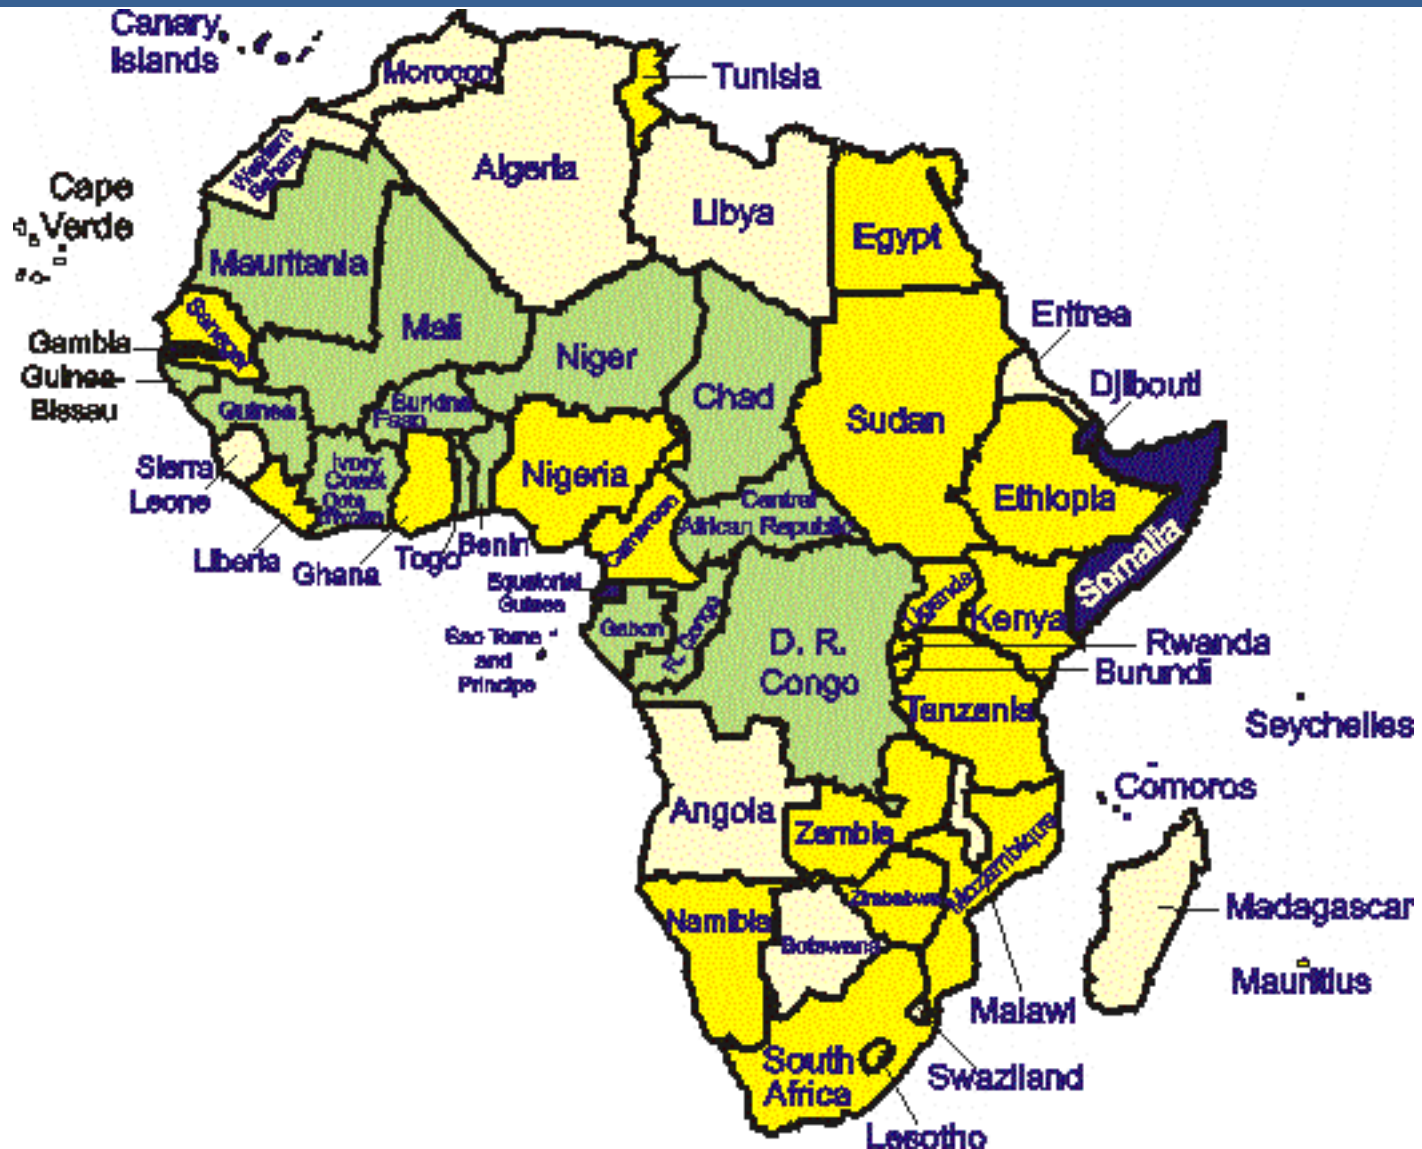 Canary
Islands
Morocco
Tunisia
Western
Sahara
Algeria
Libya
Egypt
Cape
Verde
Mauritania
Mali
Niger
Chad
Sudan
Eritrea
Djibouti
Senegal
Gambia
Guinea-
Bissau
Guinea
Burkina
Faso
Sierra
Leone
Ivory
Coast
Cote
D'Ivoire
Nigeria
Central
African Republic
Ethiopia
Somalia
Liberia
Ghana
Togo
Benin
Cameroon
Equatorial
Guinea
Gabon
R. Congo
Sao Tome
and
Principe
D. R.
Congo
Uganda
Kenya
Rwanda
Burundi
Tanzania
Seychelles
Comoros
Angola
Zambia
Mozambique
Zimbabwe
Namibia
Botswana
Madagascar
Mauritius
Malawi
South
Africa
Swaziland
Lesotho